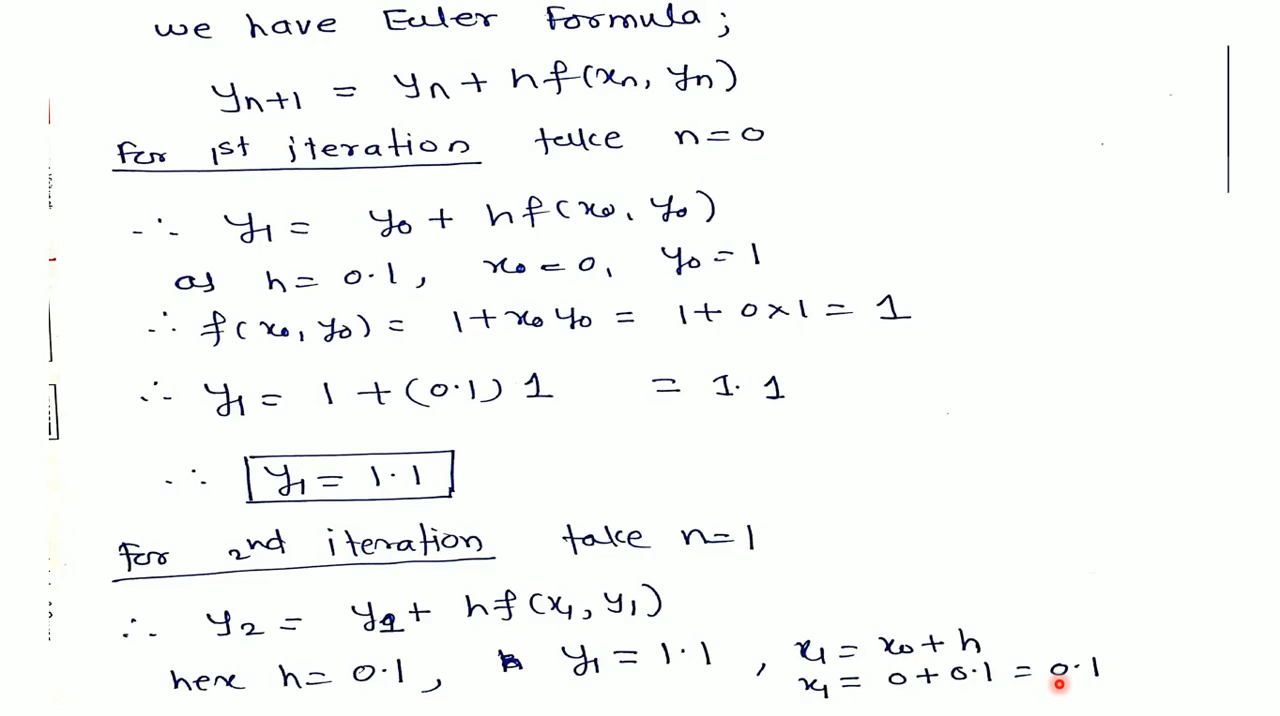 we have Euler Formula;
yn+1 = yn + hf(xn, yn)
For 1st iteration take n=0
∴ y1 = y0 + hf(x0, y0)
as h = 0.1, x0 = 0, y0 = 1
∴ f(x0, y0) = 1+x0 y0 = 1+0×1 = 1
∴ y1 = 1 + (0.1) 1 = 1.1
∴ y1 = 1.1
For 2nd iteration take n=1
∴ y2 = y1 + hf(x1, y1)
here h = 0.1, y1 = 1.1, x1 = x0 + h
x1 = 0 + 0.1 = 0.1